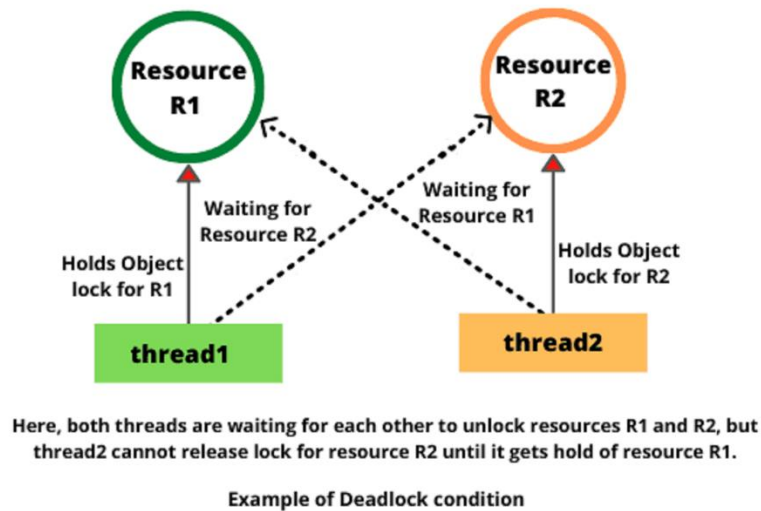 Resource
R1
Resource
R2
Waiting for
Resource R2
Waiting for
Resource R1
Holds Object
lock for R1
Holds Object
lock for R2
thread1
thread2
Here, both threads are waiting for each other to unlock resources R1 and R2, but
thread2 cannot release lock for resource R2 until it gets hold of resource R1.
Example of Deadlock condition